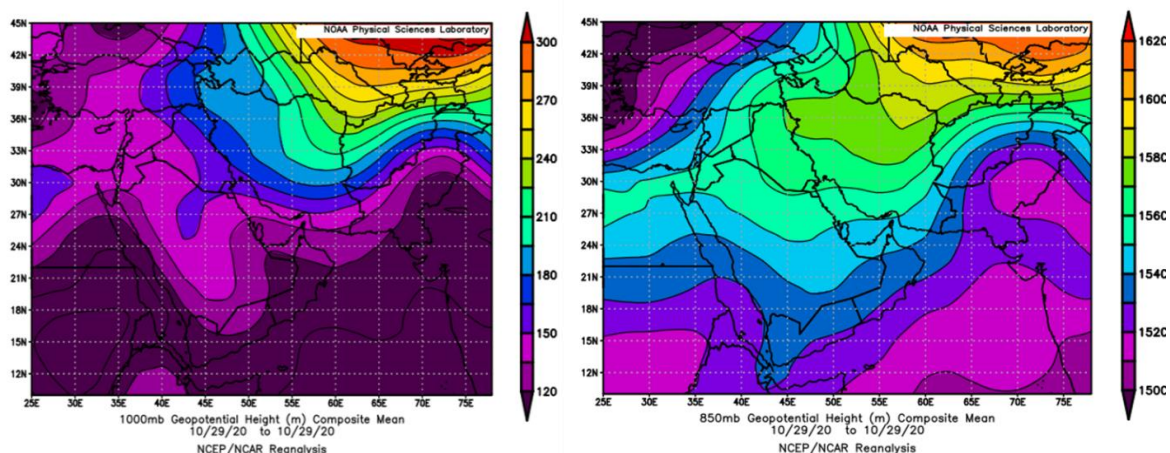 NOAA Physical Sciences Laboratory
45N
42N
39N
36N
33N
30N
27N
24N
21N
18N
15N
12N
25E 30E 35E 40E 45E 50E 55E 60E 65E 70E 75E
300
270
240
210
180
150
120
1000mb Geopotential Height (m) Composite Mean
10/29/20 to 10/29/20
NCEP/NCAR Reanalysis
NOAA Physical Sciences Laboratory
45N
42N
39N
36N
33N
30N
27N
24N
21N
18N
15N
12N
25E 30E 35E 40E 45E 50E 55E 60E 65E 70E 75E
1620
1600
1580
1560
1540
1520
1500
850mb Geopotential Height (m) Composite Mean
10/29/20 to 10/29/20
NCEP/NCAR Reanalysis